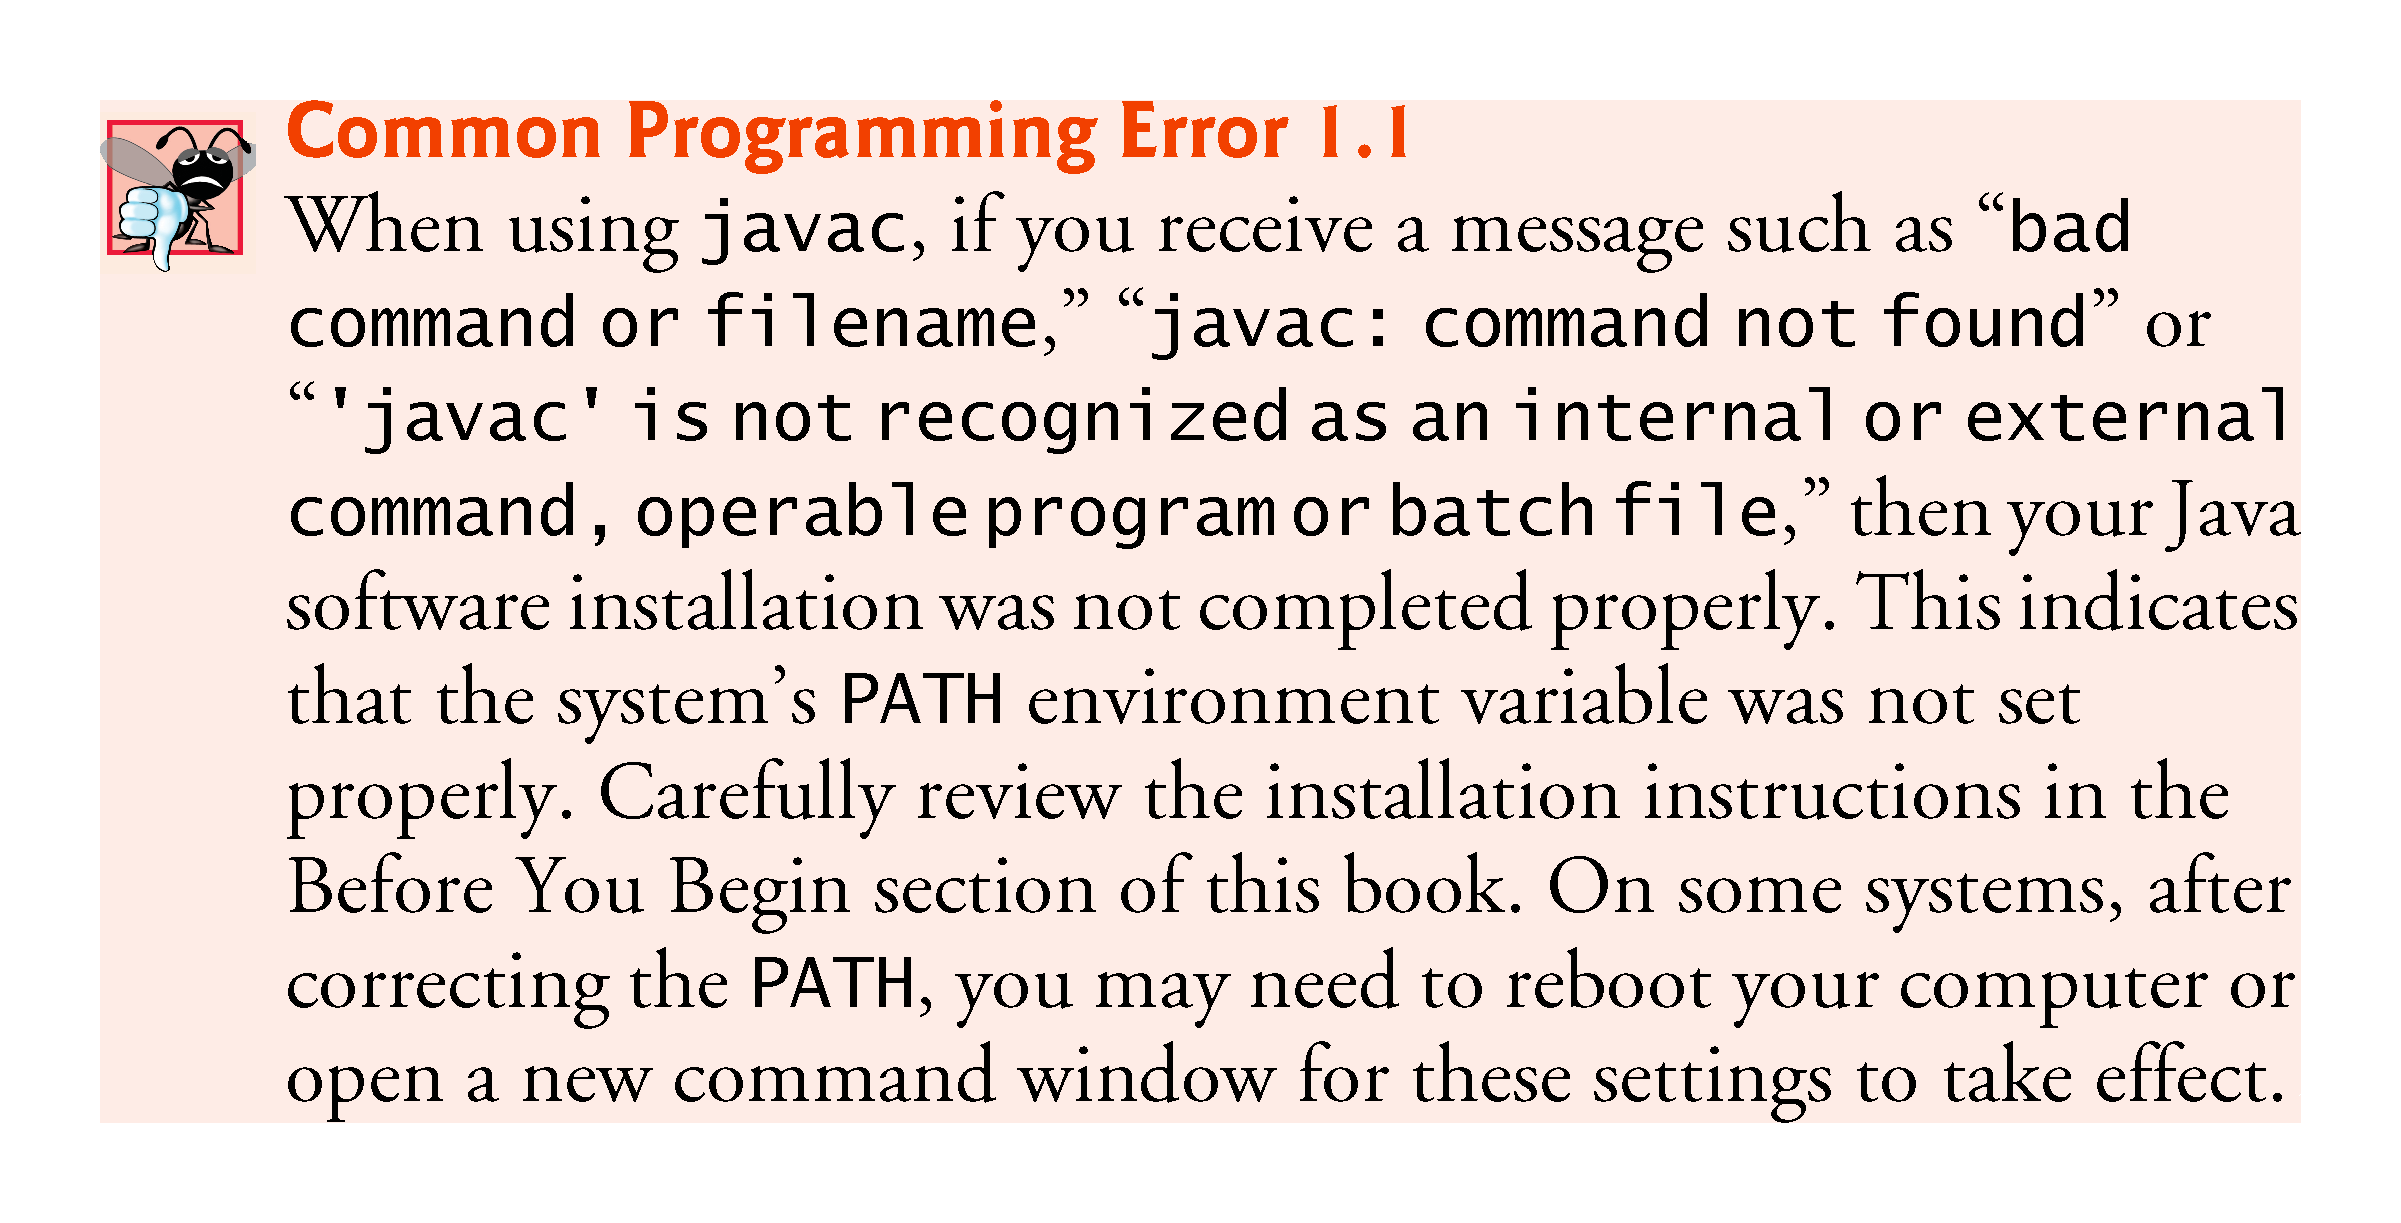 Common Programming Error 1.1
When using javac, if you receive a message such as “bad
command or filename,” “javac: command not found” or
“'javac' is not recognized as an internal or external
command, operable program or batch file,” then your Java
software installation was not completed properly. This indicates
that the system’s PATH environment variable was not set
properly. Carefully review the installation instructions in the
Before You Begin section of this book. On some systems, after
correcting the PATH, you may need to reboot your computer or
open a new command window for these settings to take effect.